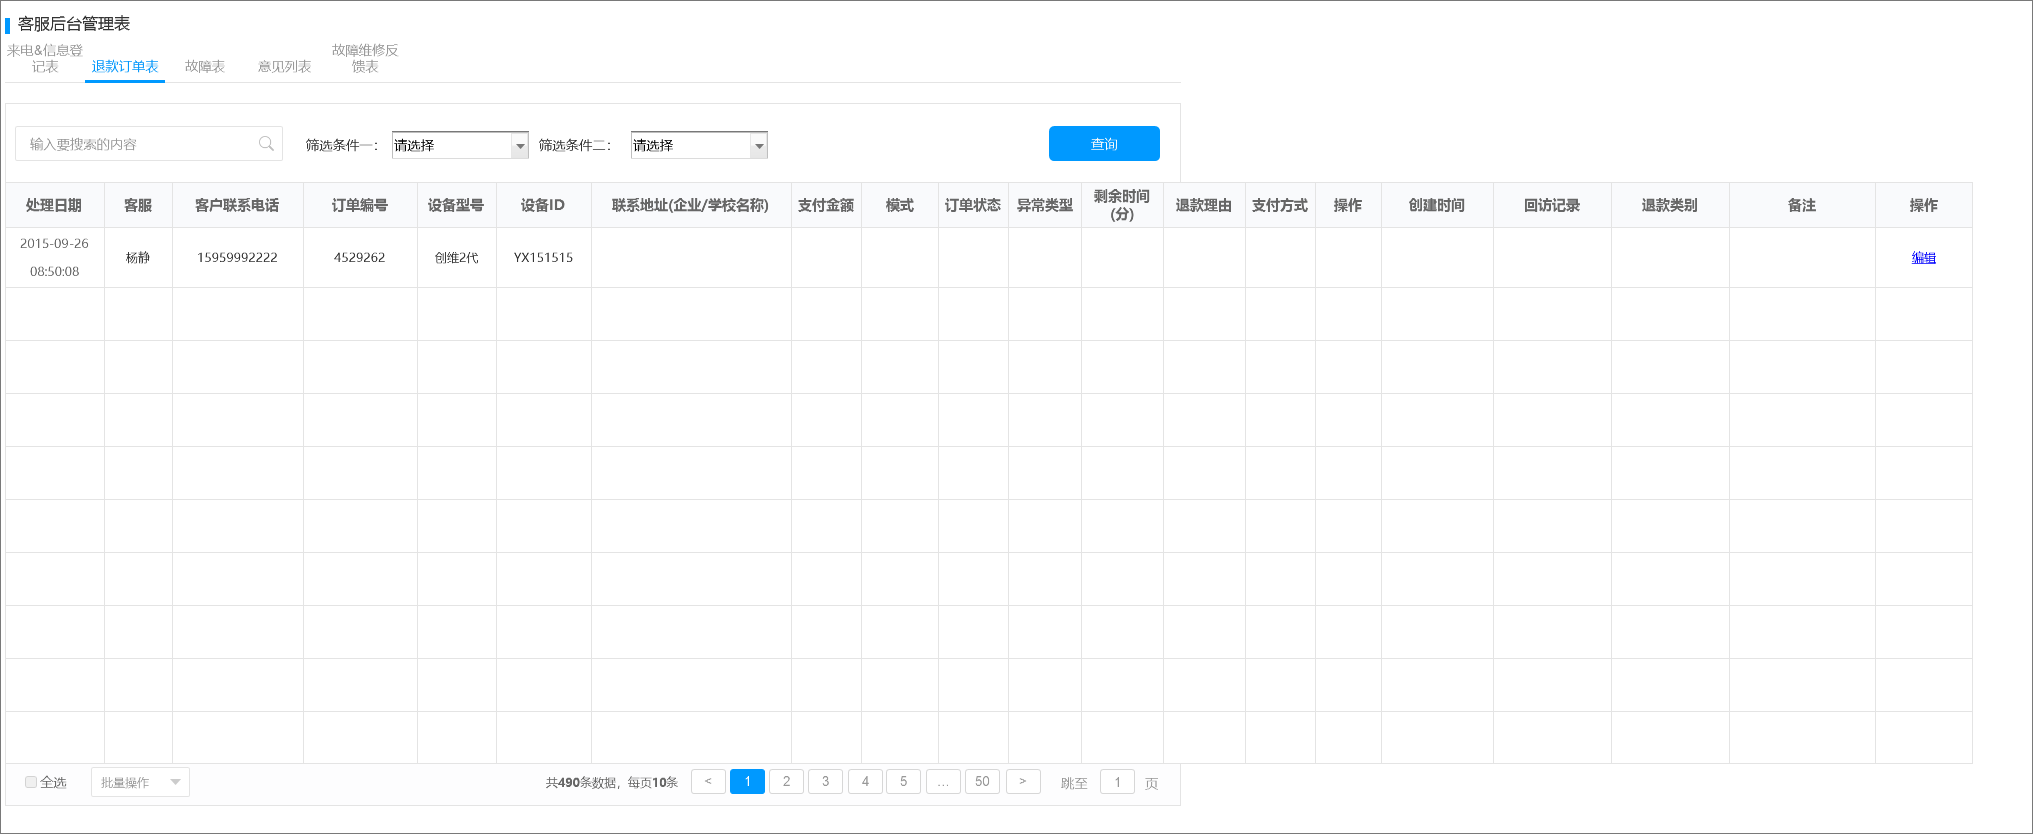 客服后台管理表
来电&信息登
记表
退款订单表
故障表
意见列表
故障维修反
馈表
输入要搜索的内容
筛选条件一：
请选择
筛选条件二：
请选择
查询
处理日期
客服
客户联系电话
订单编号
设备型号
设备ID
联系地址(企业/学校名称)
支付金额
模式
订单状态
异常类型
剩余时间
(分)
退款理由
支付方式
操作
创建时间
回访记录
退款类别
备注
操作
2015-09-26
08:50:08
杨静
15959992222
4529262
创维2代
YX151515
编辑
全选
批量操作
共490条数据，每页10条
<
1
2
3
4
5
...
50
>
跳至
1
页